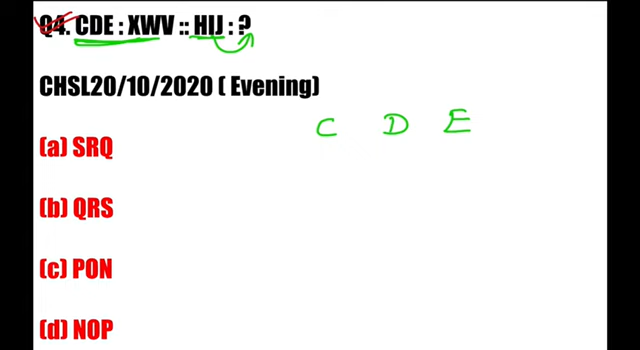 Q4. CDE : XWV :: HIJ : ?
CHSL20/10/2020 ( Evening)
C D E
(a) SRQ
(b) QRS
(c) PON
(d) NOP